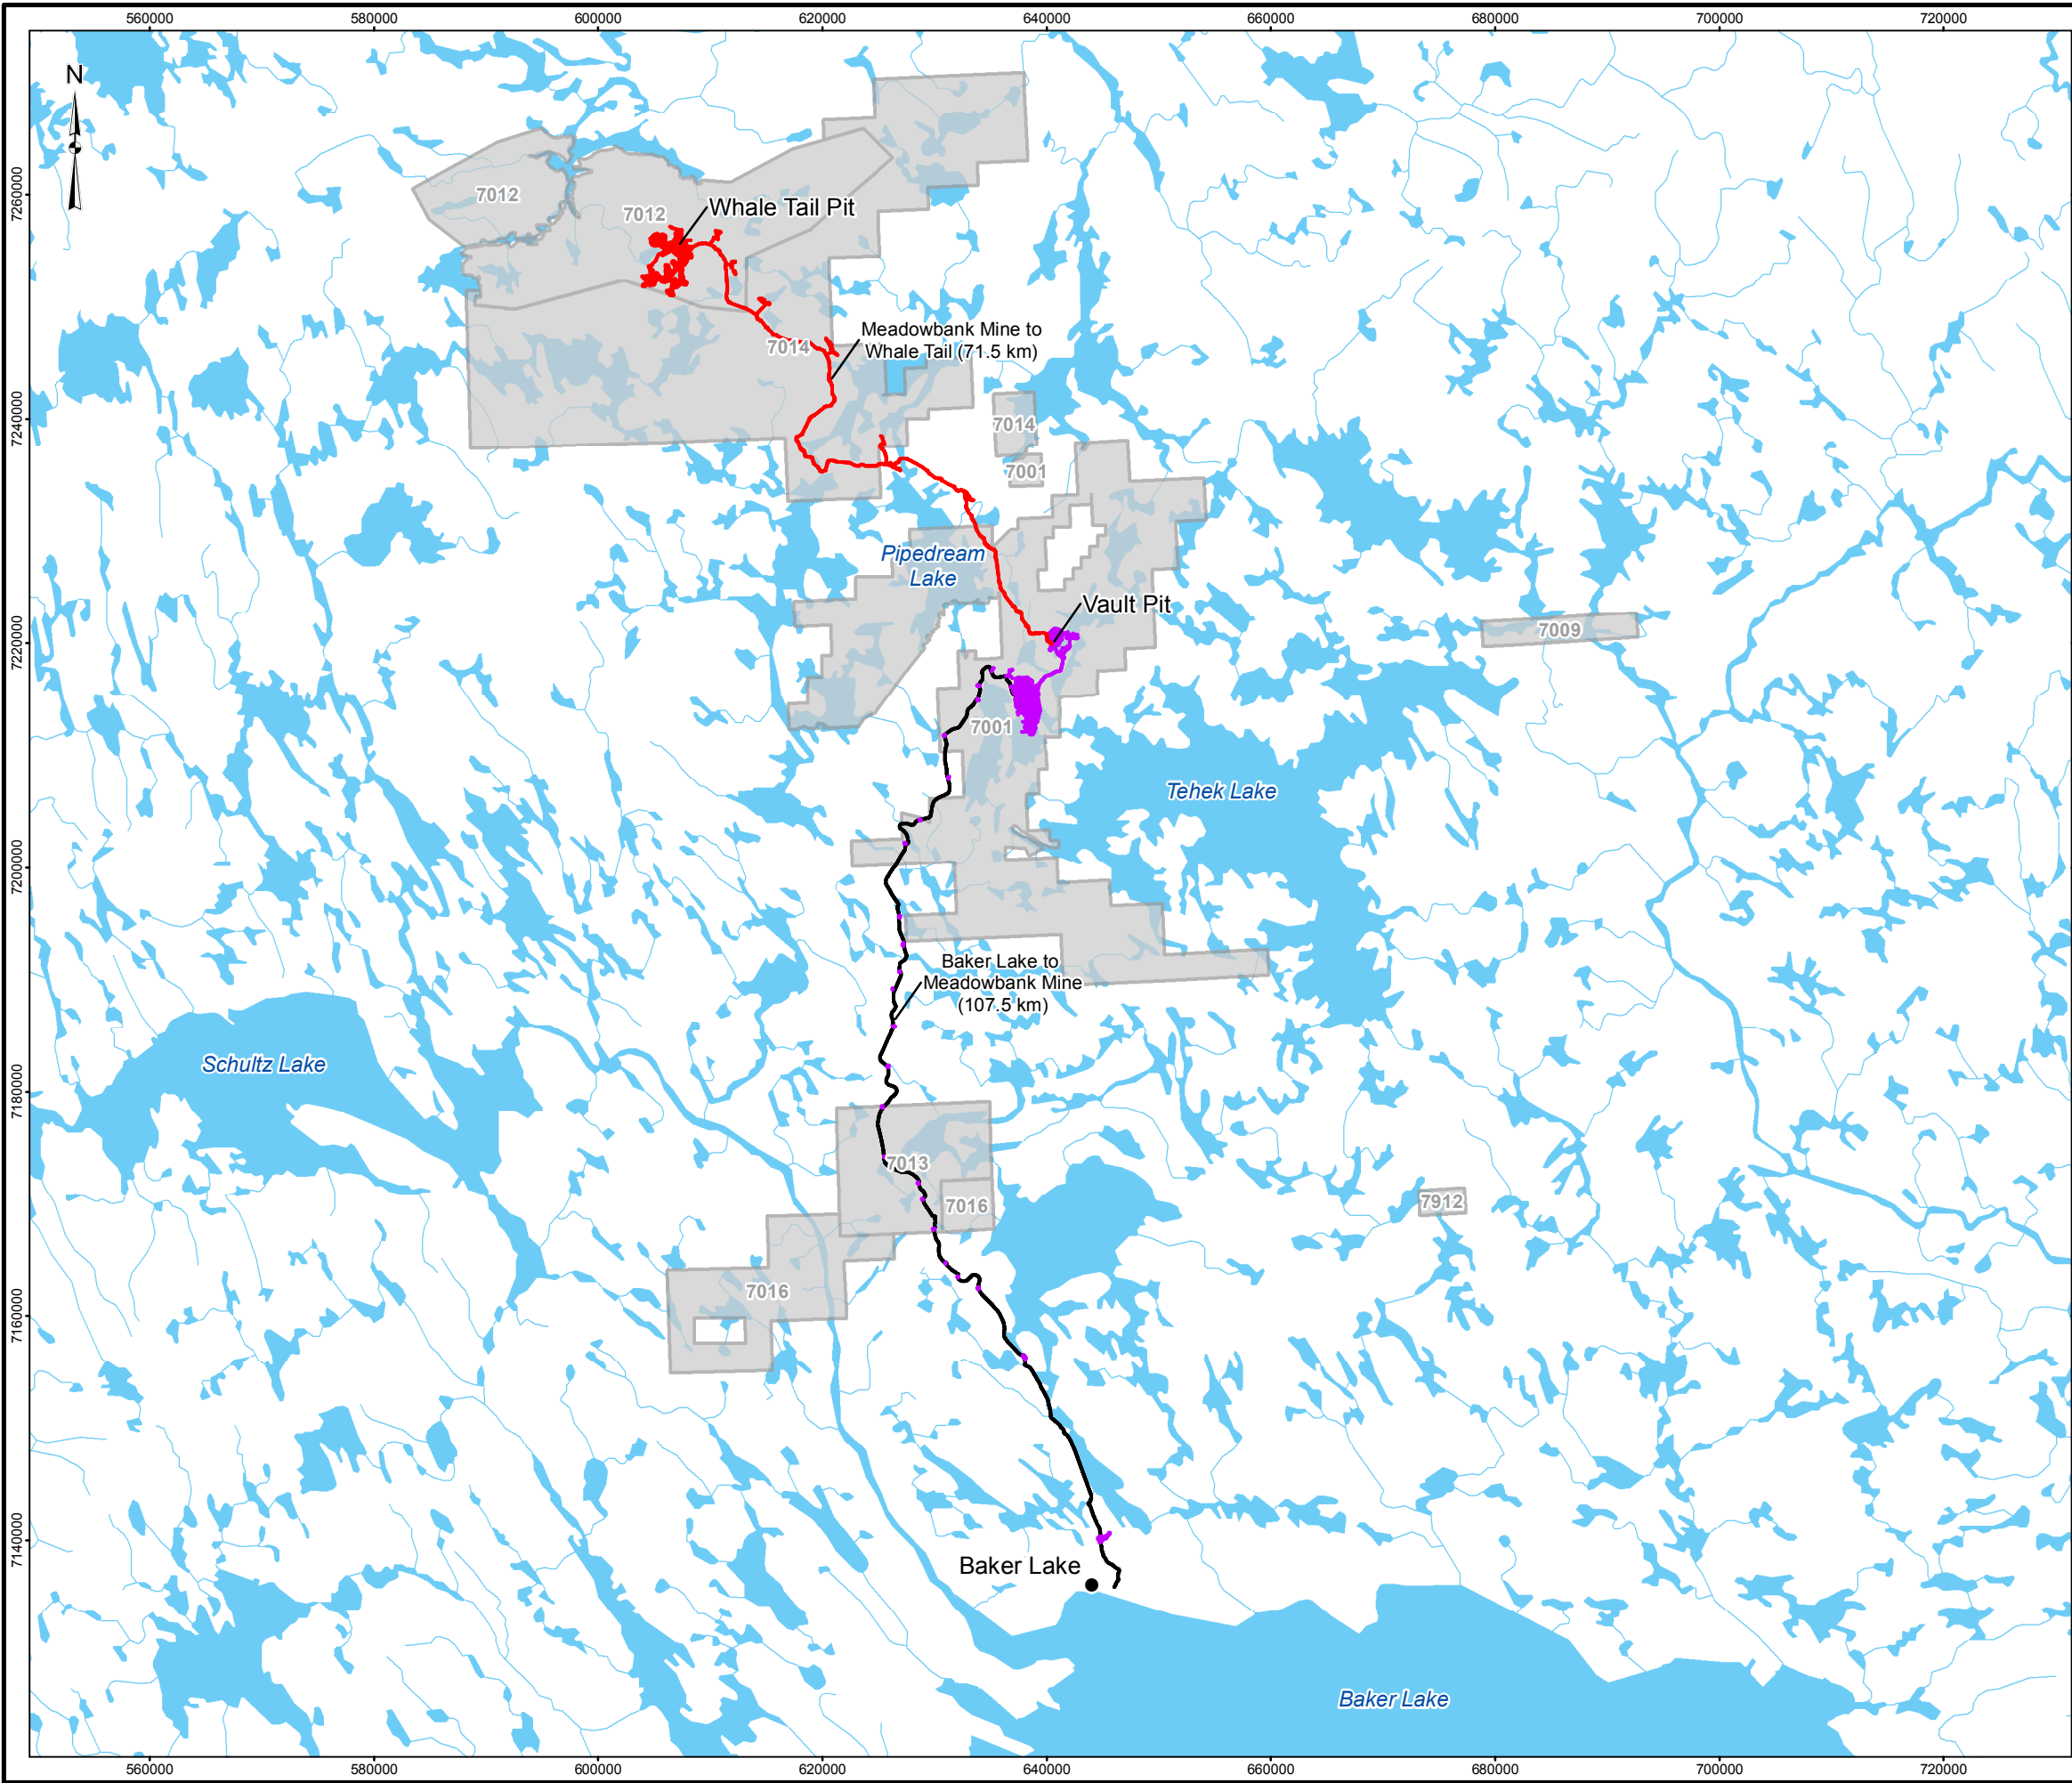 560000 580000 600000 620000 640000 660000 680000 700000 720000
N
7260000
7012
7012
Whale Tail Pit
Meadowbank Mine to
Whale Tail (71.5 km)
7014
7240000
7014
7001
Pipedream
Lake
Vault Pit
7220000
7009
7001
Tehek Lake
7200000
Baker Lake to
Meadowbank Mine
(107.5 km)
Schultz Lake
7180000
7013
7016
7912
7016
7160000
7140000
Baker Lake
Baker Lake
560000 580000 600000 620000 640000 660000 680000 700000 720000